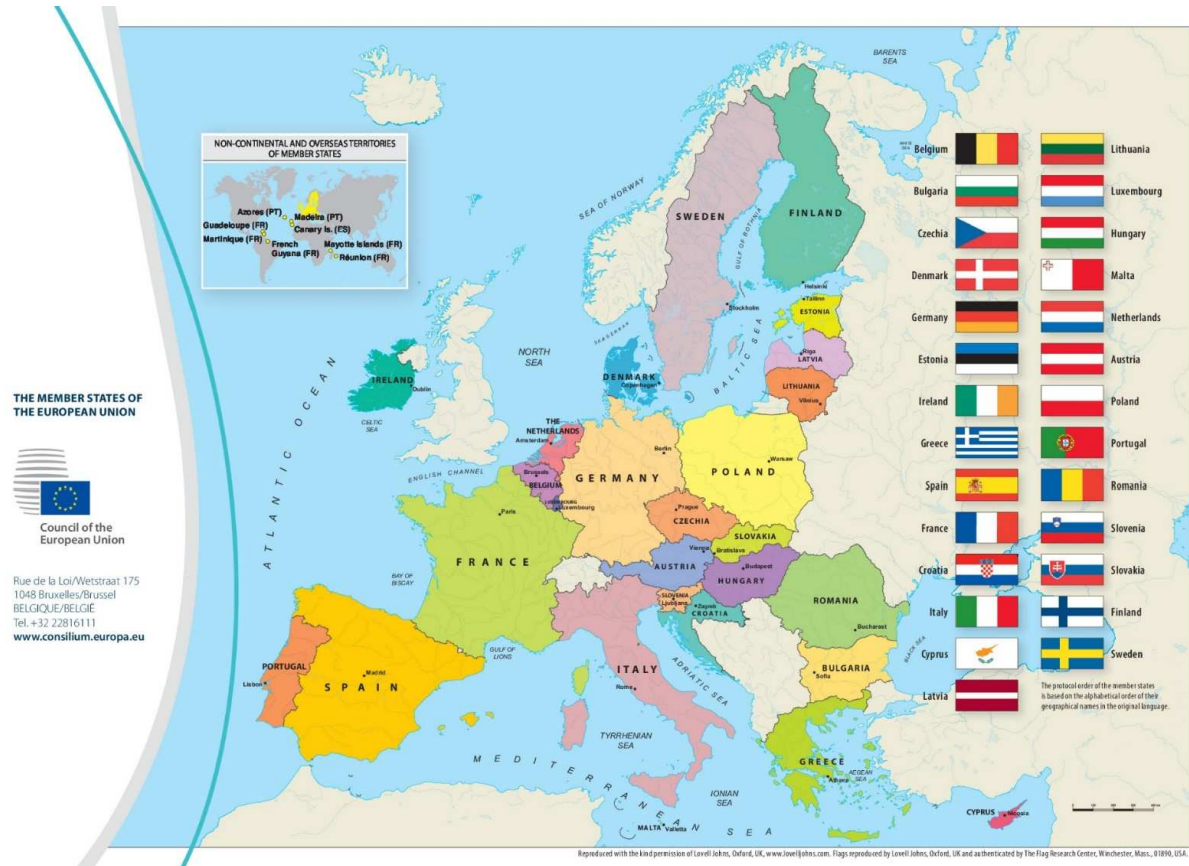 THE MEMBER STATES OF
THE EUROPEAN UNION
Council of the
European Union
Rue de la Loi/Wetstraat 175
1048 Bruxelles/Brussel
BELGIQUE/BELGIË
Tel. +32 22816111
www.consilium.europa.eu
NON-CONTINENTAL AND OVERSEAS TERRITORIES
OF MEMBER STATES
Azores (PT)
Madeira (PT)
Guadeloupe (FR)
Canary Is. (ES)
Martinique (FR)
French
Guyana (FR)
Mayotte Islands (FR)
Réunion (FR)
BARENTS
SEA
WHITE
SEA
SEA OF NORWAY
SWEDEN
FINLAND
GULF OF BOTHNIA
Helsinki
Stockholm
Tallinn
ESTONIA
SKAGERRAK
NORTH
SEA
BALTIC SEA
Riga
LATVIA
DENMARK
Copenhagen
LITHUANIA
Vilnius
ATLANTIC OCEAN
IRELAND
Dublin
CELTIC
SEA
ENGLISH CHANNEL
THE
NETHERLANDS
Amsterdam
Brussels
BELGIUM
LUXEMBOURG
Luxembourg
Berlin
GERMANY
POLAND
Warsaw
Paris
FRANCE
Prague
CZECHIA
SLOVAKIA
Vienna
Bratislava
AUSTRIA
Budapest
HUNGARY
SLOVENIA
Ljubljana
Zagreb
CROATIA
ROMANIA
Bucharest
BAY OF
BISCAY
GULF OF
LIONS
PORTUGAL
Lisbon
Madrid
SPAIN
ITALY
Rome
ADRIATIC SEA
BULGARIA
Sofia
BLACK SEA
TYRRHENIAN
SEA
MEDITERRANEAN SEA
IONIAN
SEA
GREECE
AEGEAN
SEA
Athens
MALTA Valletta
CYPRUS
Nicosia
Belgium
Lithuania
Bulgaria
Luxembourg
Czechia
Hungary
Denmark
Malta
Germany
Netherlands
Estonia
Austria
Ireland
Poland
Greece
Portugal
Spain
Romania
France
Slovenia
Croatia
Slovakia
Italy
Finland
Cyprus
Sweden
Latvia
The protocol order of the member states
is based on the alphabetical order of their
geographical names in the original language.
Reproduced with the kind permission of Lovell Johns, Oxford, UK, www.lovelljohns.com. Flags reproduced by Lovell Johns, Oxford, UK and authenticated by The Flag Research Center, Winchester, Mass., 01890, USA.